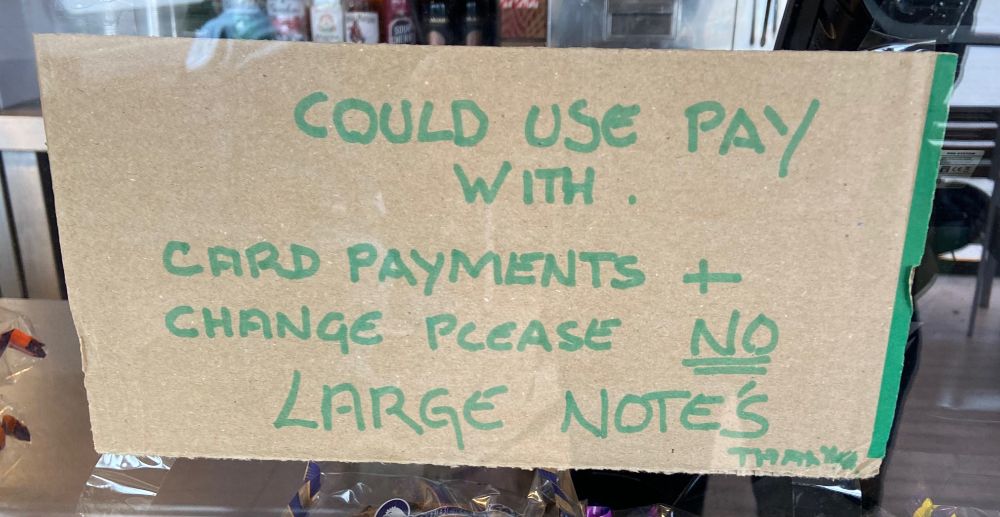 COULD USE PAY
WITH.
CARD PAYMENTS +
CHANGE PLEASE NO
LARGE NOTE'S
THANKS